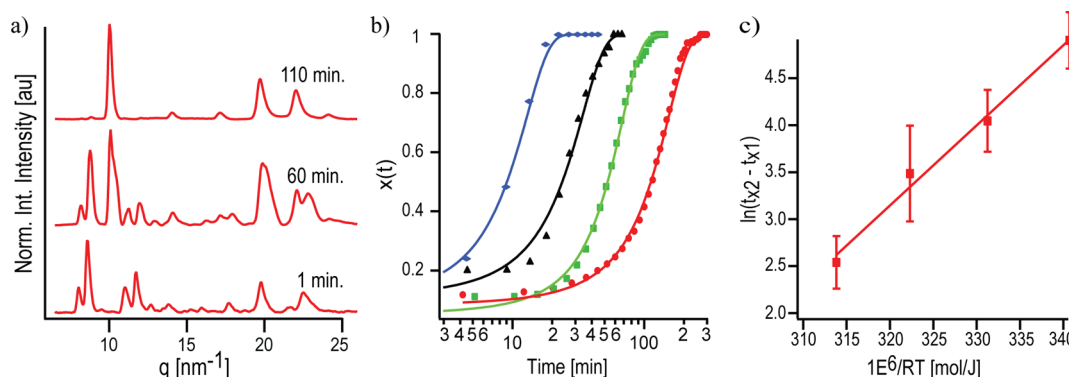 a)
Norm. Int. Intensity [au]
110 min.
60 min.
1 min.
10 15 20 25
q [nm⁻¹]
b)
x(t)
1
0.8
0.6
0.4
0.2
3 4 5 6 10 2 3 4 5 6 100 2 3
Time [min]
c)
ln(tx2 - tx1)
4.5
4.0
3.5
3.0
2.5
2.0
310 315 320 325 330 335 340
1E⁶/RT [mol/J]